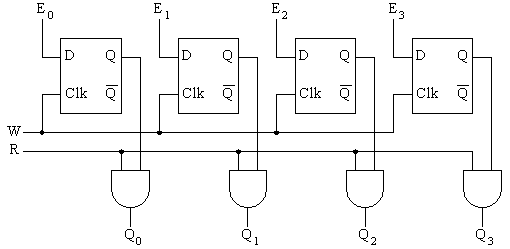 E0 E1 E2 E3
D Q D Q D Q D Q
Clk Q̅ Clk Q̅ Clk Q̅ Clk Q̅
W
R
Q0 Q1 Q2 Q3